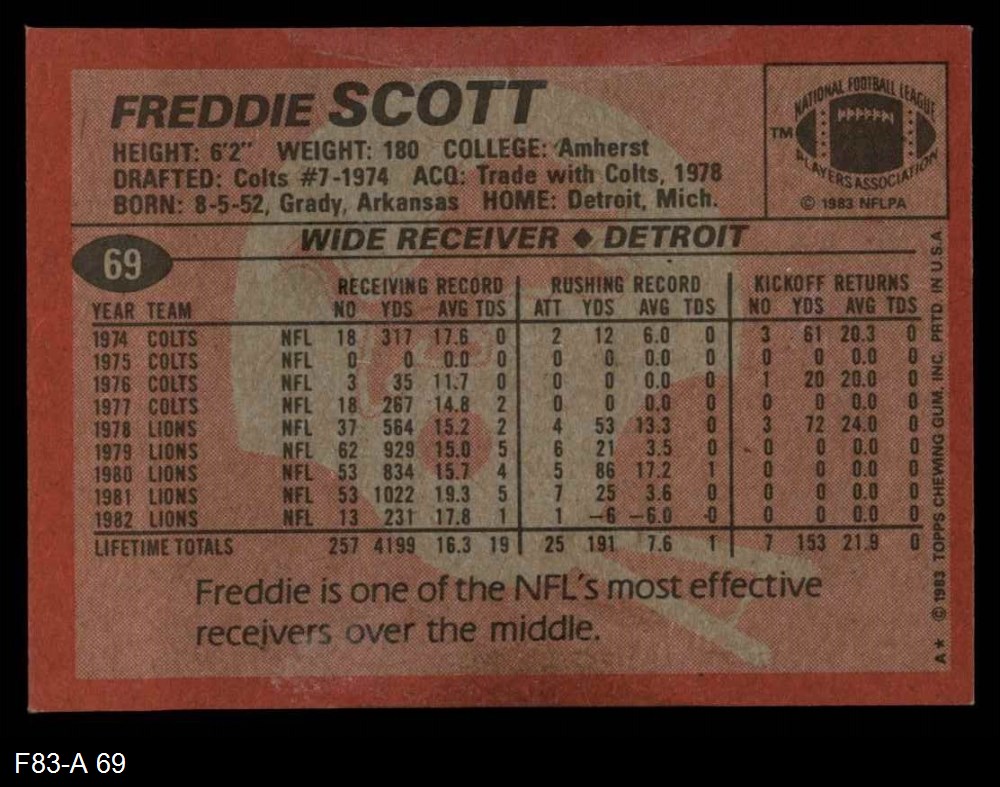 FREDDIE SCOTT
HEIGHT: 6'2" WEIGHT: 180 COLLEGE: Amherst
DRAFTED: Colts #7-1974 ACQ: Trade with Colts, 1978
BORN: 8-5-52, Grady, Arkansas HOME: Detroit, Mich.
NATIONAL FOOTBALL LEAGUE
TM
PLAYERS ASSOCIATION
© 1983 NFLPA
69
WIDE RECEIVER ◆ DETROIT
RECEIVING RECORD RUSHING RECORD KICKOFF RETURNS
YEAR TEAM NO YDS AVG TDS ATT YDS AVG TDS NO YDS AVG TDS
1974 COLTS NFL 18 317 17.6 0 2 12 6.0 0 3 61 20.3 0
1975 COLTS NFL 0 0 0.0 0 0 0 0.0 0 0 0 0.0 0
1976 COLTS NFL 3 35 11.7 0 0 0 0.0 0 1 20 20.0 0
1977 COLTS NFL 18 267 14.8 2 0 0 0.0 0 0 0 0.0 0
1978 LIONS NFL 37 564 15.2 2 4 53 13.3 0 3 72 24.0 0
1979 LIONS NFL 62 929 15.0 5 6 21 3.5 0 0 0 0.0 0
1980 LIONS NFL 53 834 15.7 4 5 86 17.2 1 0 0 0.0 0
1981 LIONS NFL 53 1022 19.3 5 7 25 3.6 0 0 0 0.0 0
1982 LIONS NFL 13 231 17.8 1 1 -6 -6.0 0 0 0 0.0 0
LIFETIME TOTALS 257 4199 16.3 19 25 191 7.6 1 7 153 21.9 0
Freddie is one of the NFL's most effective
receivers over the middle.
A* © 1983 TOPPS CHEWING GUM, INC. PRTD. IN U.S.A.
F83-A 69